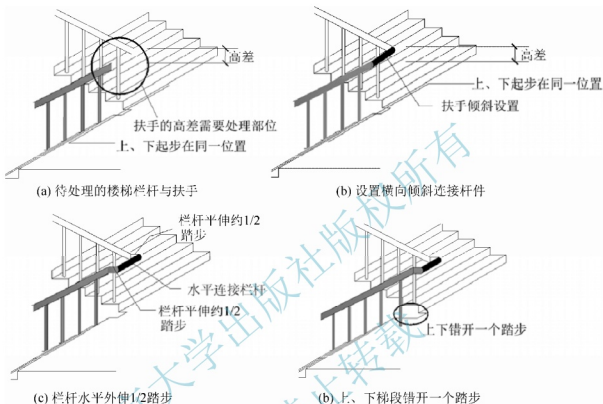 高差
扶手的高差需要处理部位
上、下起步在同一位置
(a) 待处理的楼梯栏杆与扶手
高差
上、下起步在同一位置
扶手倾斜设置
(b) 设置横向倾斜连接杆件
栏杆平伸约1/2
踏步
水平连接栏杆
栏杆平伸约1/2
踏步
(c) 栏杆水平外伸1/2踏步
上下错开一个踏步
(b) 上、下梯段错开一个踏步
大学出版社版权所有
禁止转载